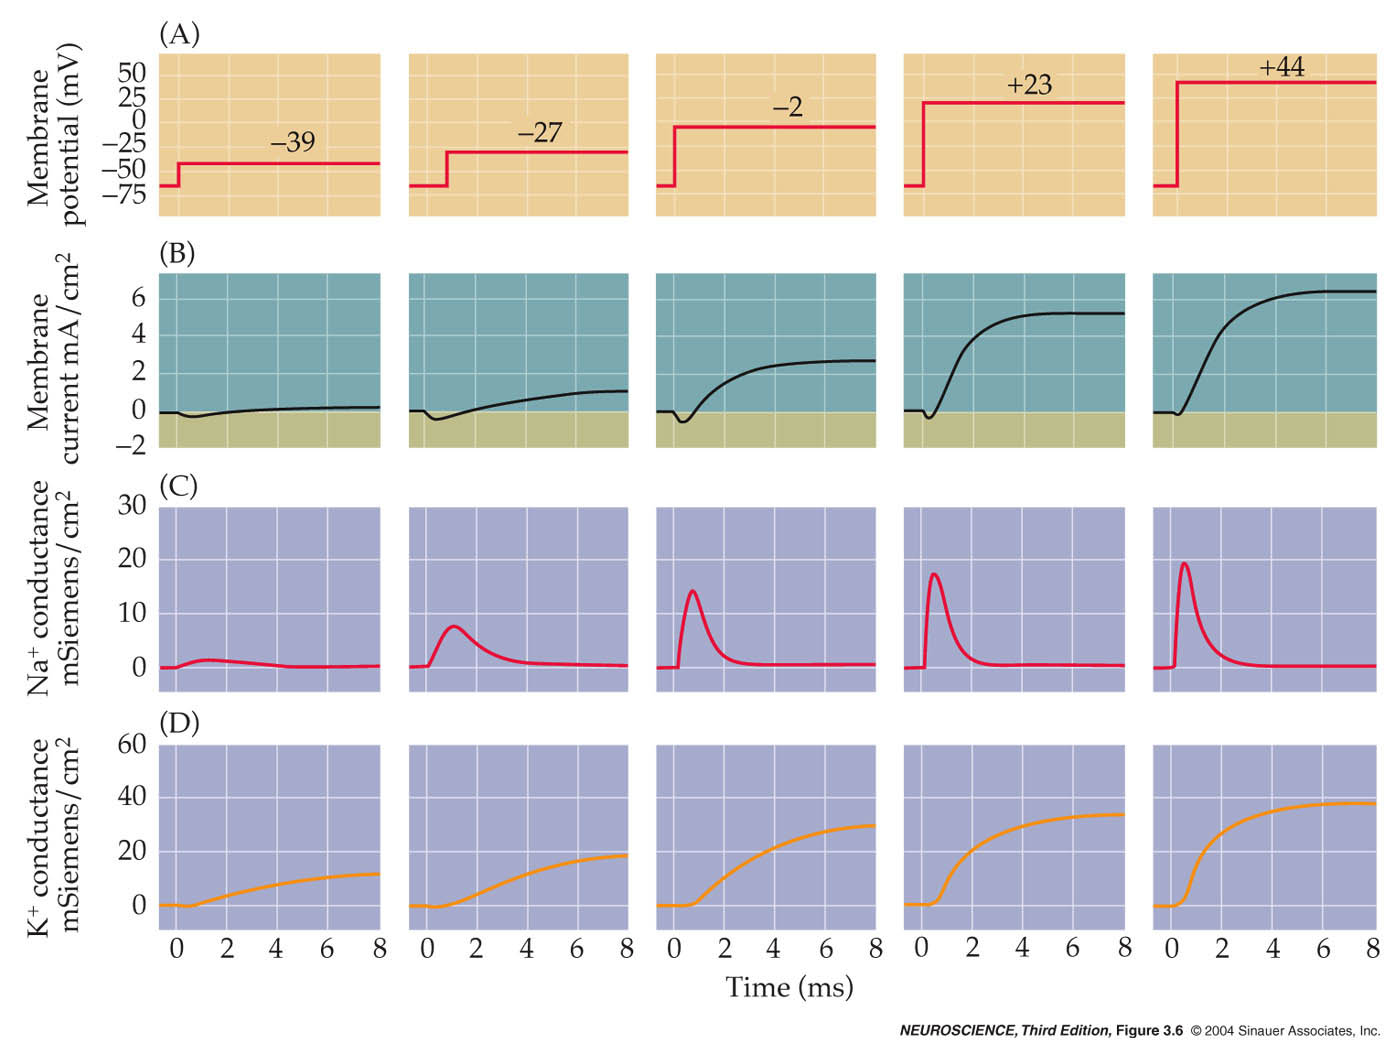 (A)
Membrane
potential (mV)
50
25
0
–25
–50
–75
–39
–27
–2
+23
+44
(B)
Membrane
current mA/cm²
6
4
2
0
–2
(C)
Na⁺ conductance
mSiemens/cm²
30
20
10
0
(D)
K⁺ conductance
mSiemens/cm²
60
40
20
0
0 2 4 6 8 0 2 4 6 8 0 2 4 6 8 0 2 4 6 8 0 2 4 6 8
Time (ms)
NEUROSCIENCE, Third Edition, Figure 3.6 © 2004 Sinauer Associates, Inc.